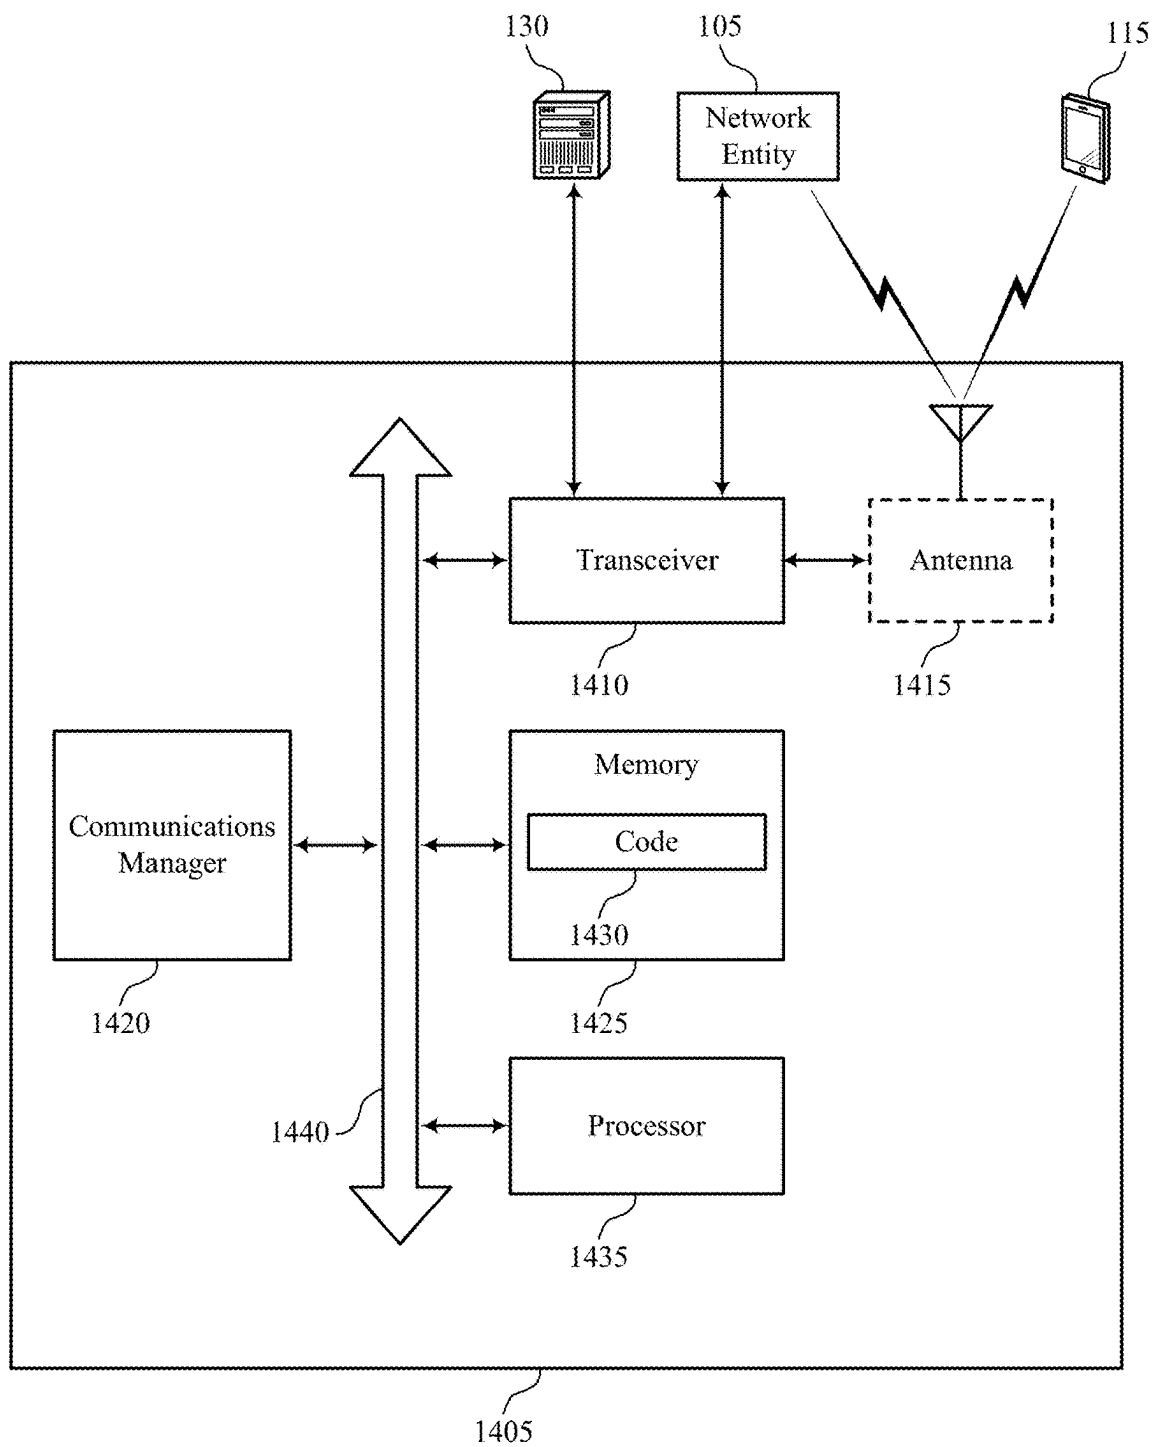 130
105
115
Network
Entity
Transceiver
Antenna
1410
1415
Memory
Communications
Manager
Code
1430
1420
1425
1440
Processor
1435
1405